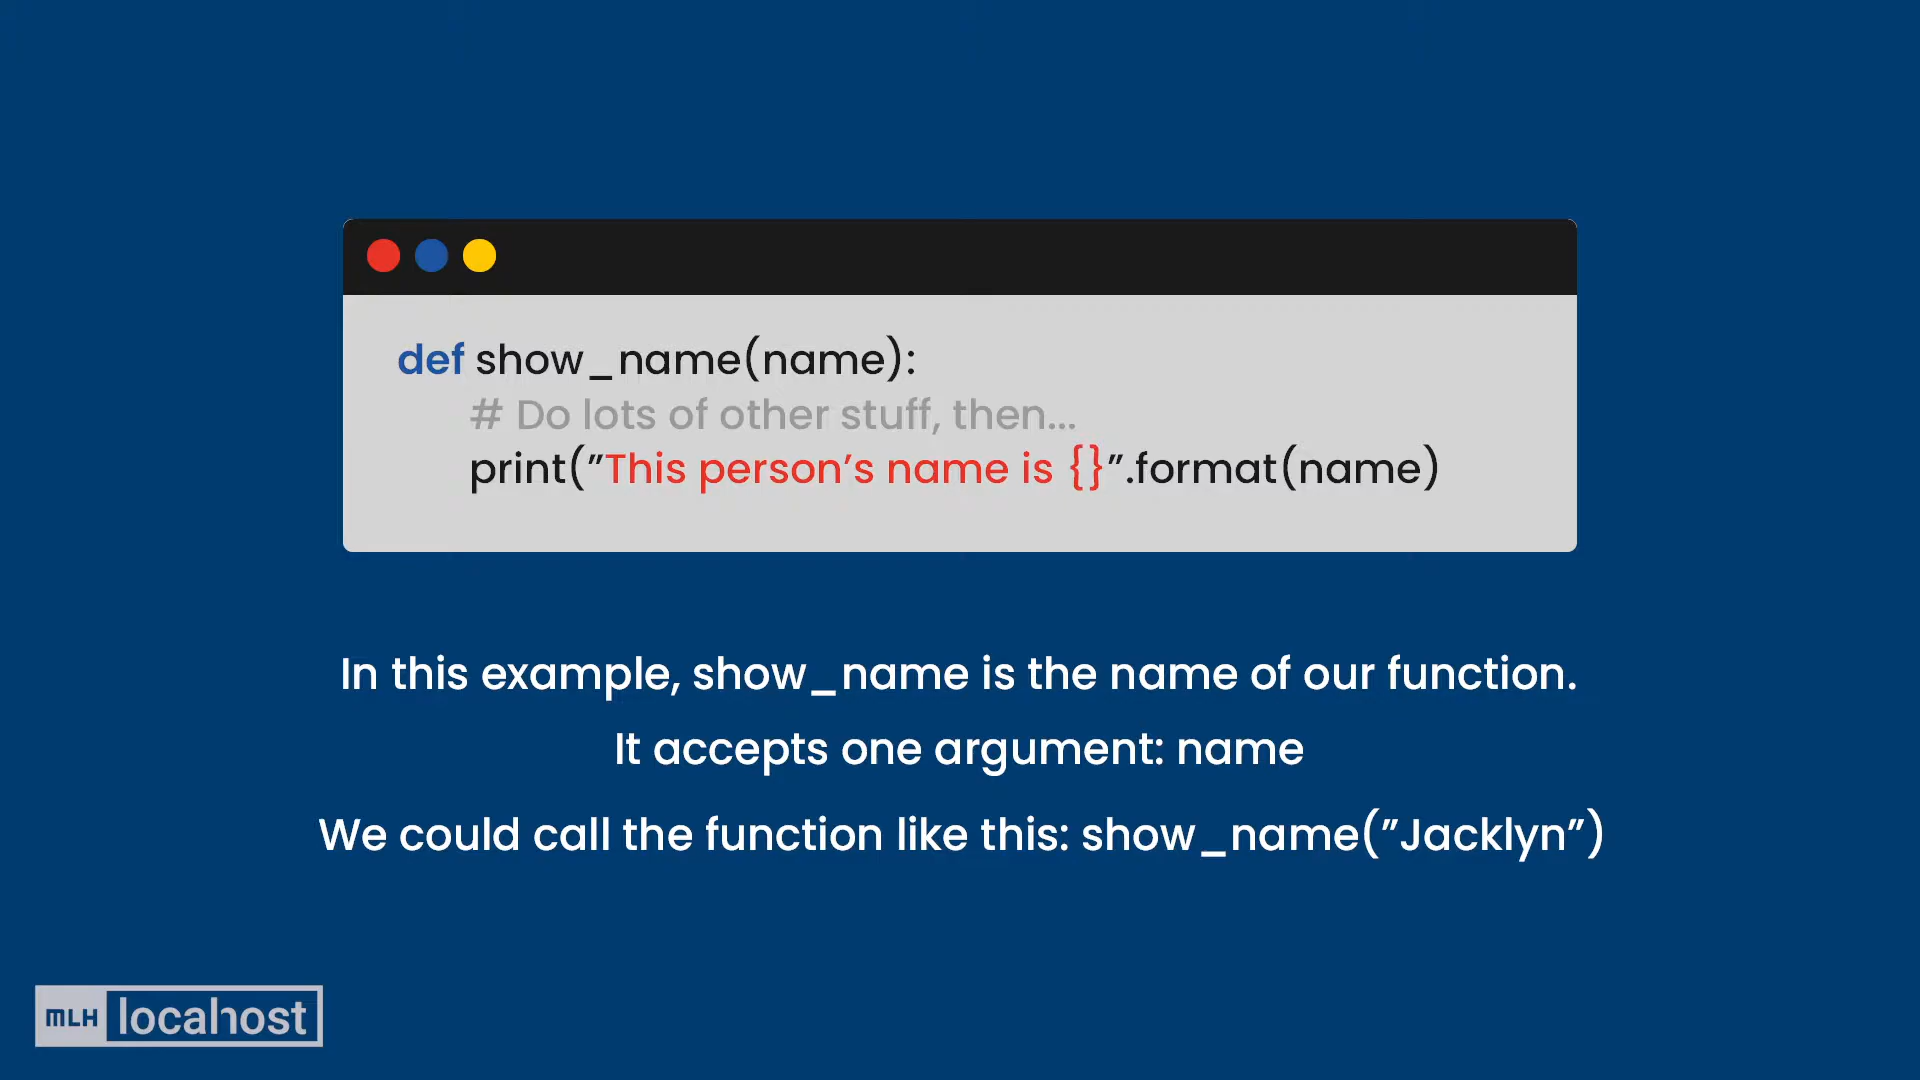 def show_name(name):
# Do lots of other stuff, then...
print(”This person’s name is {}”.format(name)
In this example, show_name is the name of our function.
It accepts one argument: name
We could call the function like this: show_name(”Jacklyn”)
MLH localhost